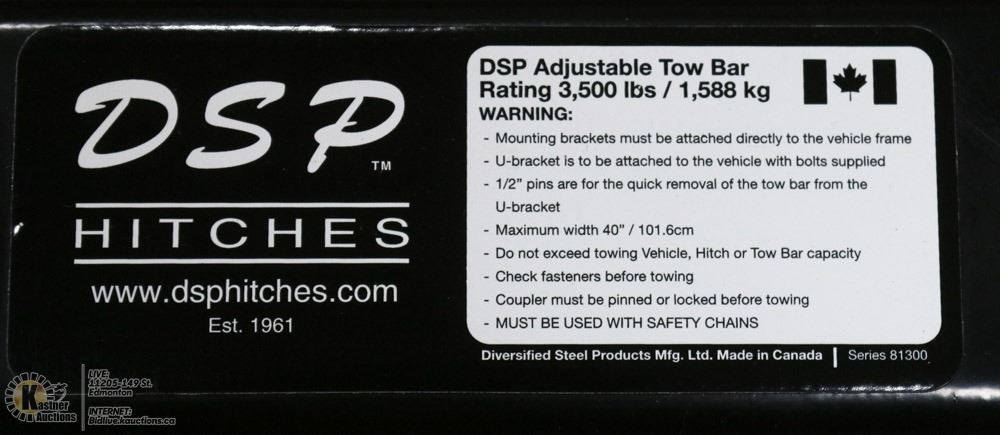 DSP
TM
HITCHES
www.dsphitches.com
Est. 1961
DSP Adjustable Tow Bar
Rating 3,500 lbs / 1,588 kg
WARNING:
- Mounting brackets must be attached directly to the vehicle frame
- U-bracket is to be attached to the vehicle with bolts supplied
- 1/2” pins are for the quick removal of the tow bar from the
U-bracket
- Maximum width 40” / 101.6cm
- Do not exceed towing Vehicle, Hitch or Tow Bar capacity
- Check fasteners before towing
- Coupler must be pinned or locked before towing
- MUST BE USED WITH SAFETY CHAINS
Diversified Steel Products Mfg. Ltd. Made in Canada | Series 81300
Kastner
Auctions
LIVE:
11205-149 St.
Edmonton
INTERNET:
bidlive.kauctions.ca